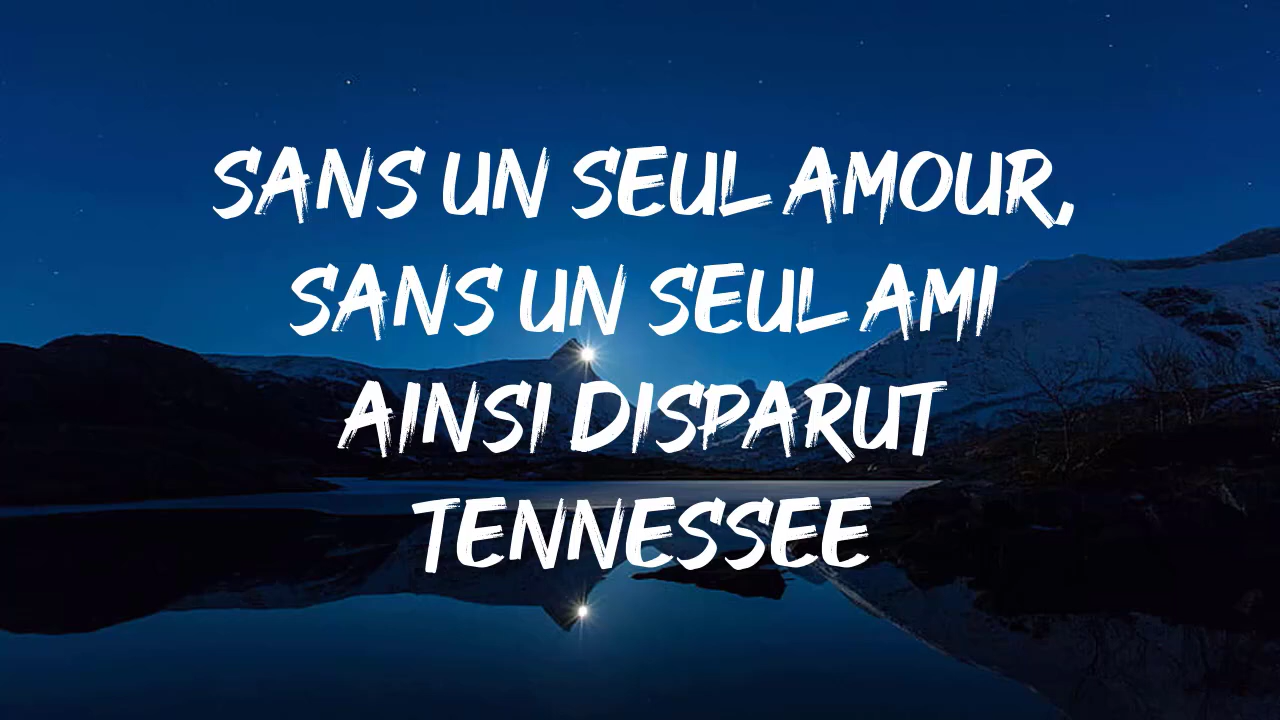 SANS UN SEUL AMOUR,
SANS UN SEUL AMI
AINSI DISPARUT
TENNESSEE